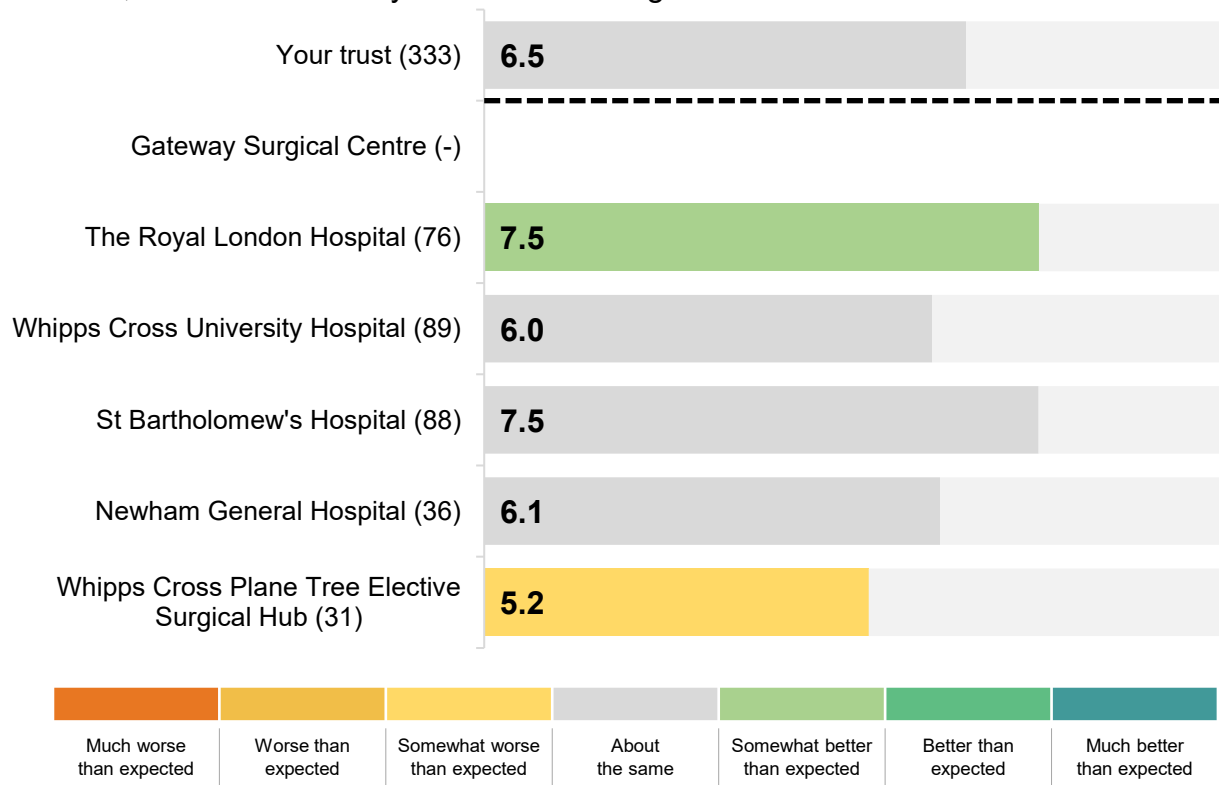 Your trust (333)
6.5
Gateway Surgical Centre (-)
The Royal London Hospital (76)
7.5
Whipps Cross University Hospital (89)
6.0
St Bartholomew's Hospital (88)
7.5
Newham General Hospital (36)
6.1
Whipps Cross Plane Tree Elective
Surgical Hub (31)
5.2
Much worse
than expected
Worse than
expected
Somewhat worse
than expected
About
the same
Somewhat better
than expected
Better than
expected
Much better
than expected